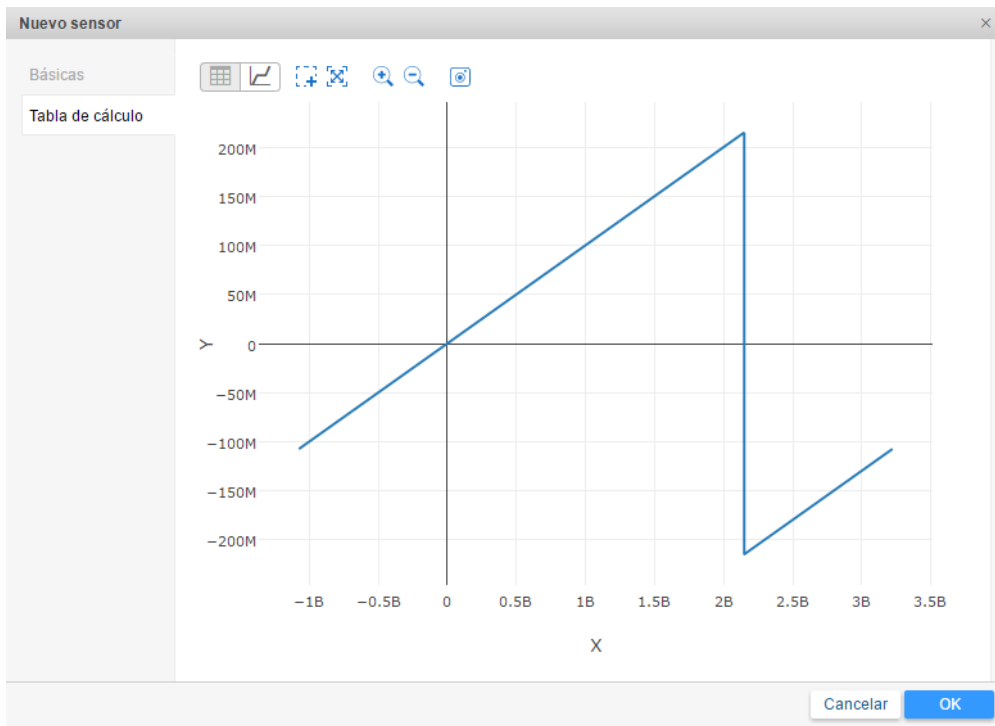 Nuevo sensor ×
Básicas
Tabla de cálculo
200M
150M
100M
50M
0
−50M
−100M
−150M
−200M
Y
−1B −0.5B 0 0.5B 1B 1.5B 2B 2.5B 3B 3.5B
X
Cancelar OK